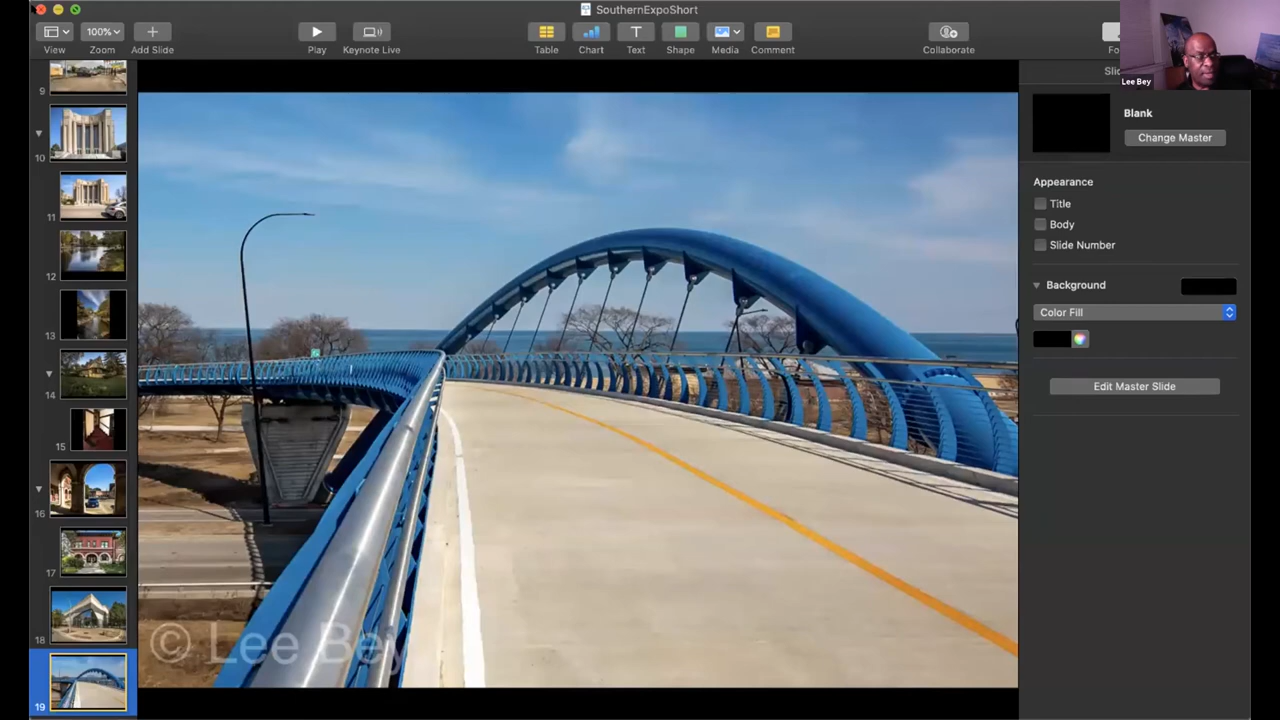 SouthernExpoShort
100%
View
Zoom
Add Slide
Play
Keynote Live
Table
Chart
Text
Shape
Media
Comment
Collaborate
Fo
Slid
Lee Bey
Blank
Change Master
Appearance
Title
Body
Slide Number
Background
Color Fill
Edit Master Slide
9
10
11
12
13
14
15
16
17
18
19
© Lee Bey